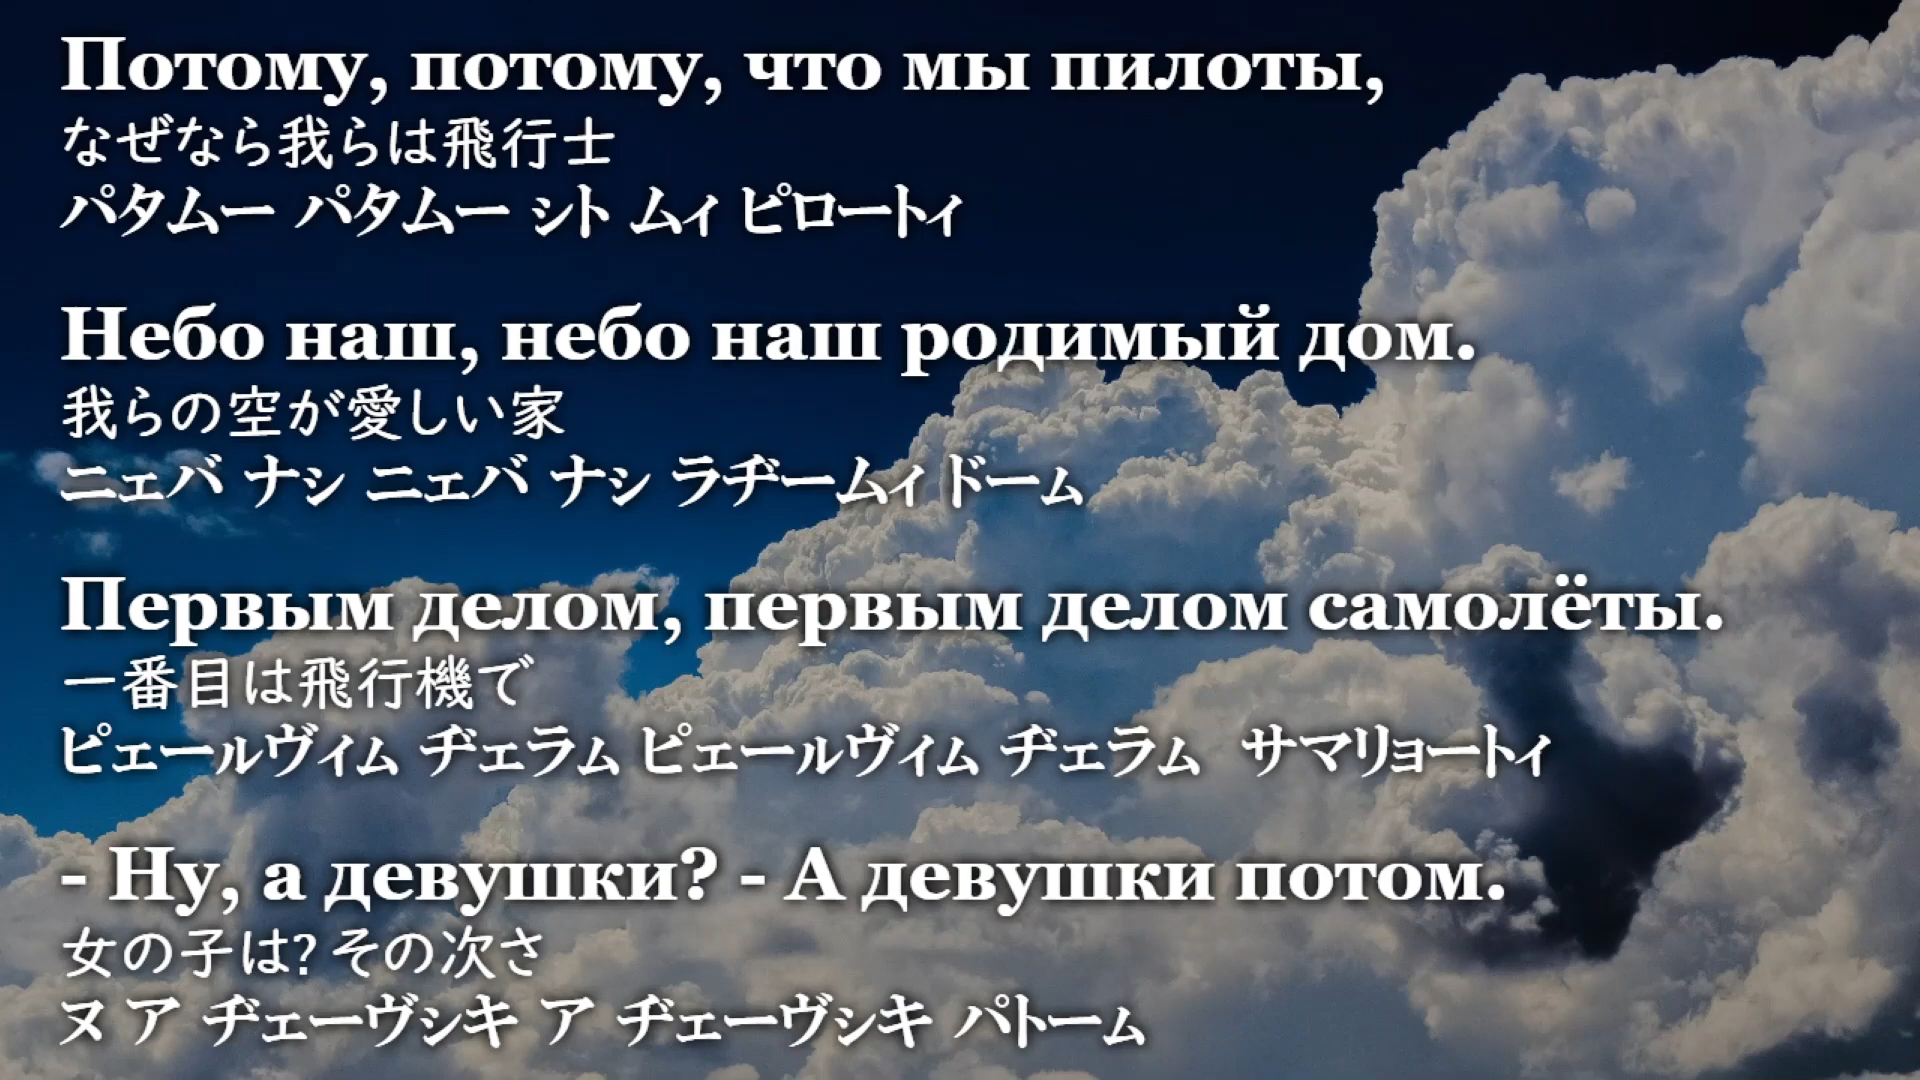 Потому, потому, что мы пилоты,
なぜなら我らは飛行士
パタムー パタムー シト ムィ ピロートィ
Небо наш, небо наш родимый дом.
我らの空が愛しい家
ニェバ ナシ ニェバ ナシ ラヂームィ ドーム
Первым делом, первым делом самолёты.
一番目は飛行機で
ピェールヴィム ヂェラム ピェールヴィム ヂェラム サマリョートィ
- Ну, а девушки? - А девушки потом.
女の子は? その次さ
ヌ ア ヂェーヴシキ ア ヂェーヴシキ パトーム